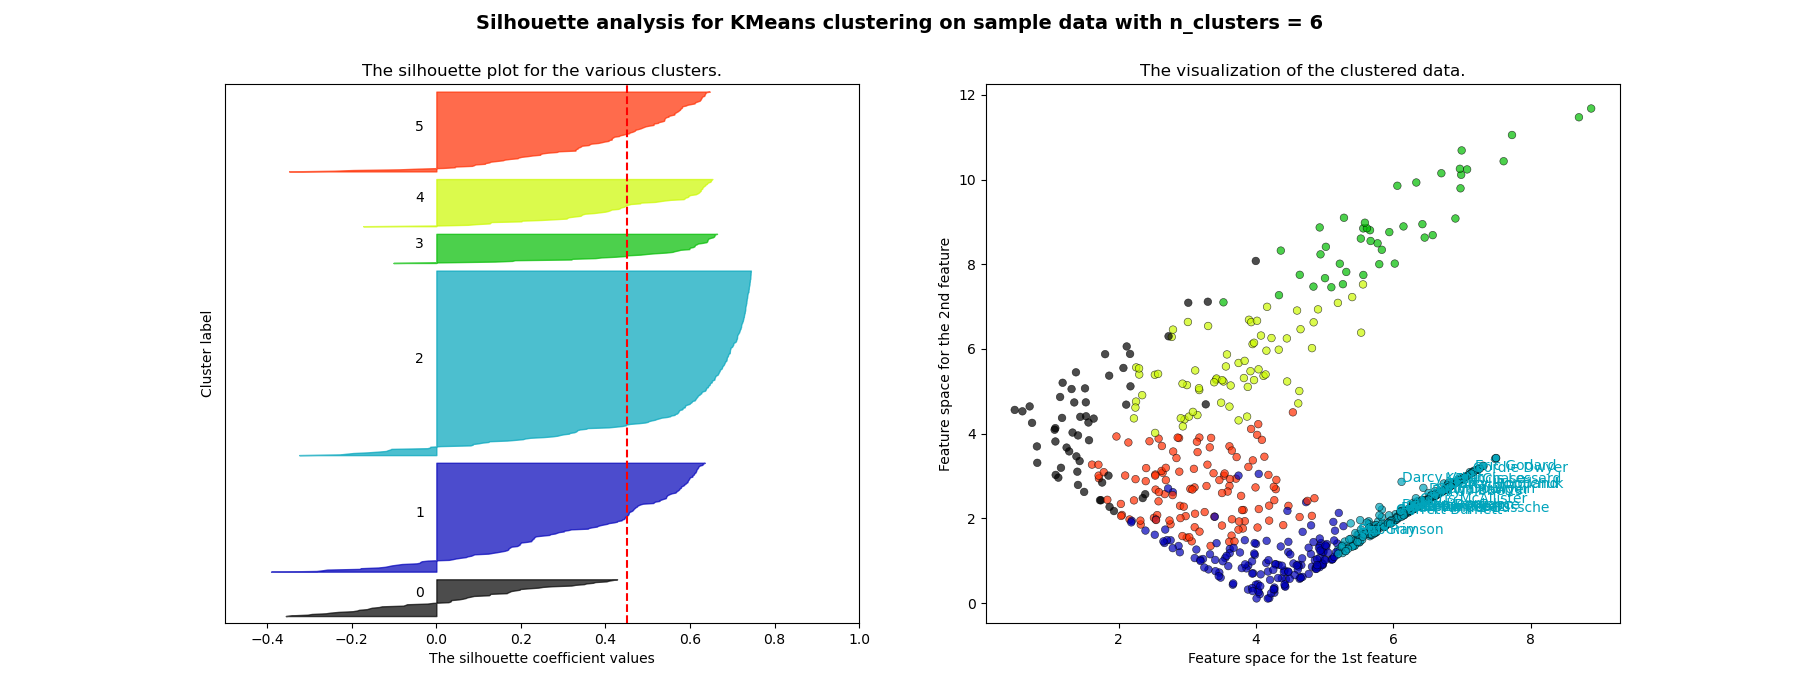 Silhouette analysis for KMeans clustering on sample data with n_clusters = 6
The silhouette plot for the various clusters.
5
4
3
2
1
0
Cluster label
−0.4
−0.2
0.0
0.2
0.4
0.6
0.8
1.0
The silhouette coefficient values
The visualization of the clustered data.
12
10
8
6
4
2
0
Feature space for the 2nd feature
Eric Godard
Dwyer
Darcy
Burnett
Samson
2
4
6
8
Feature space for the 1st feature